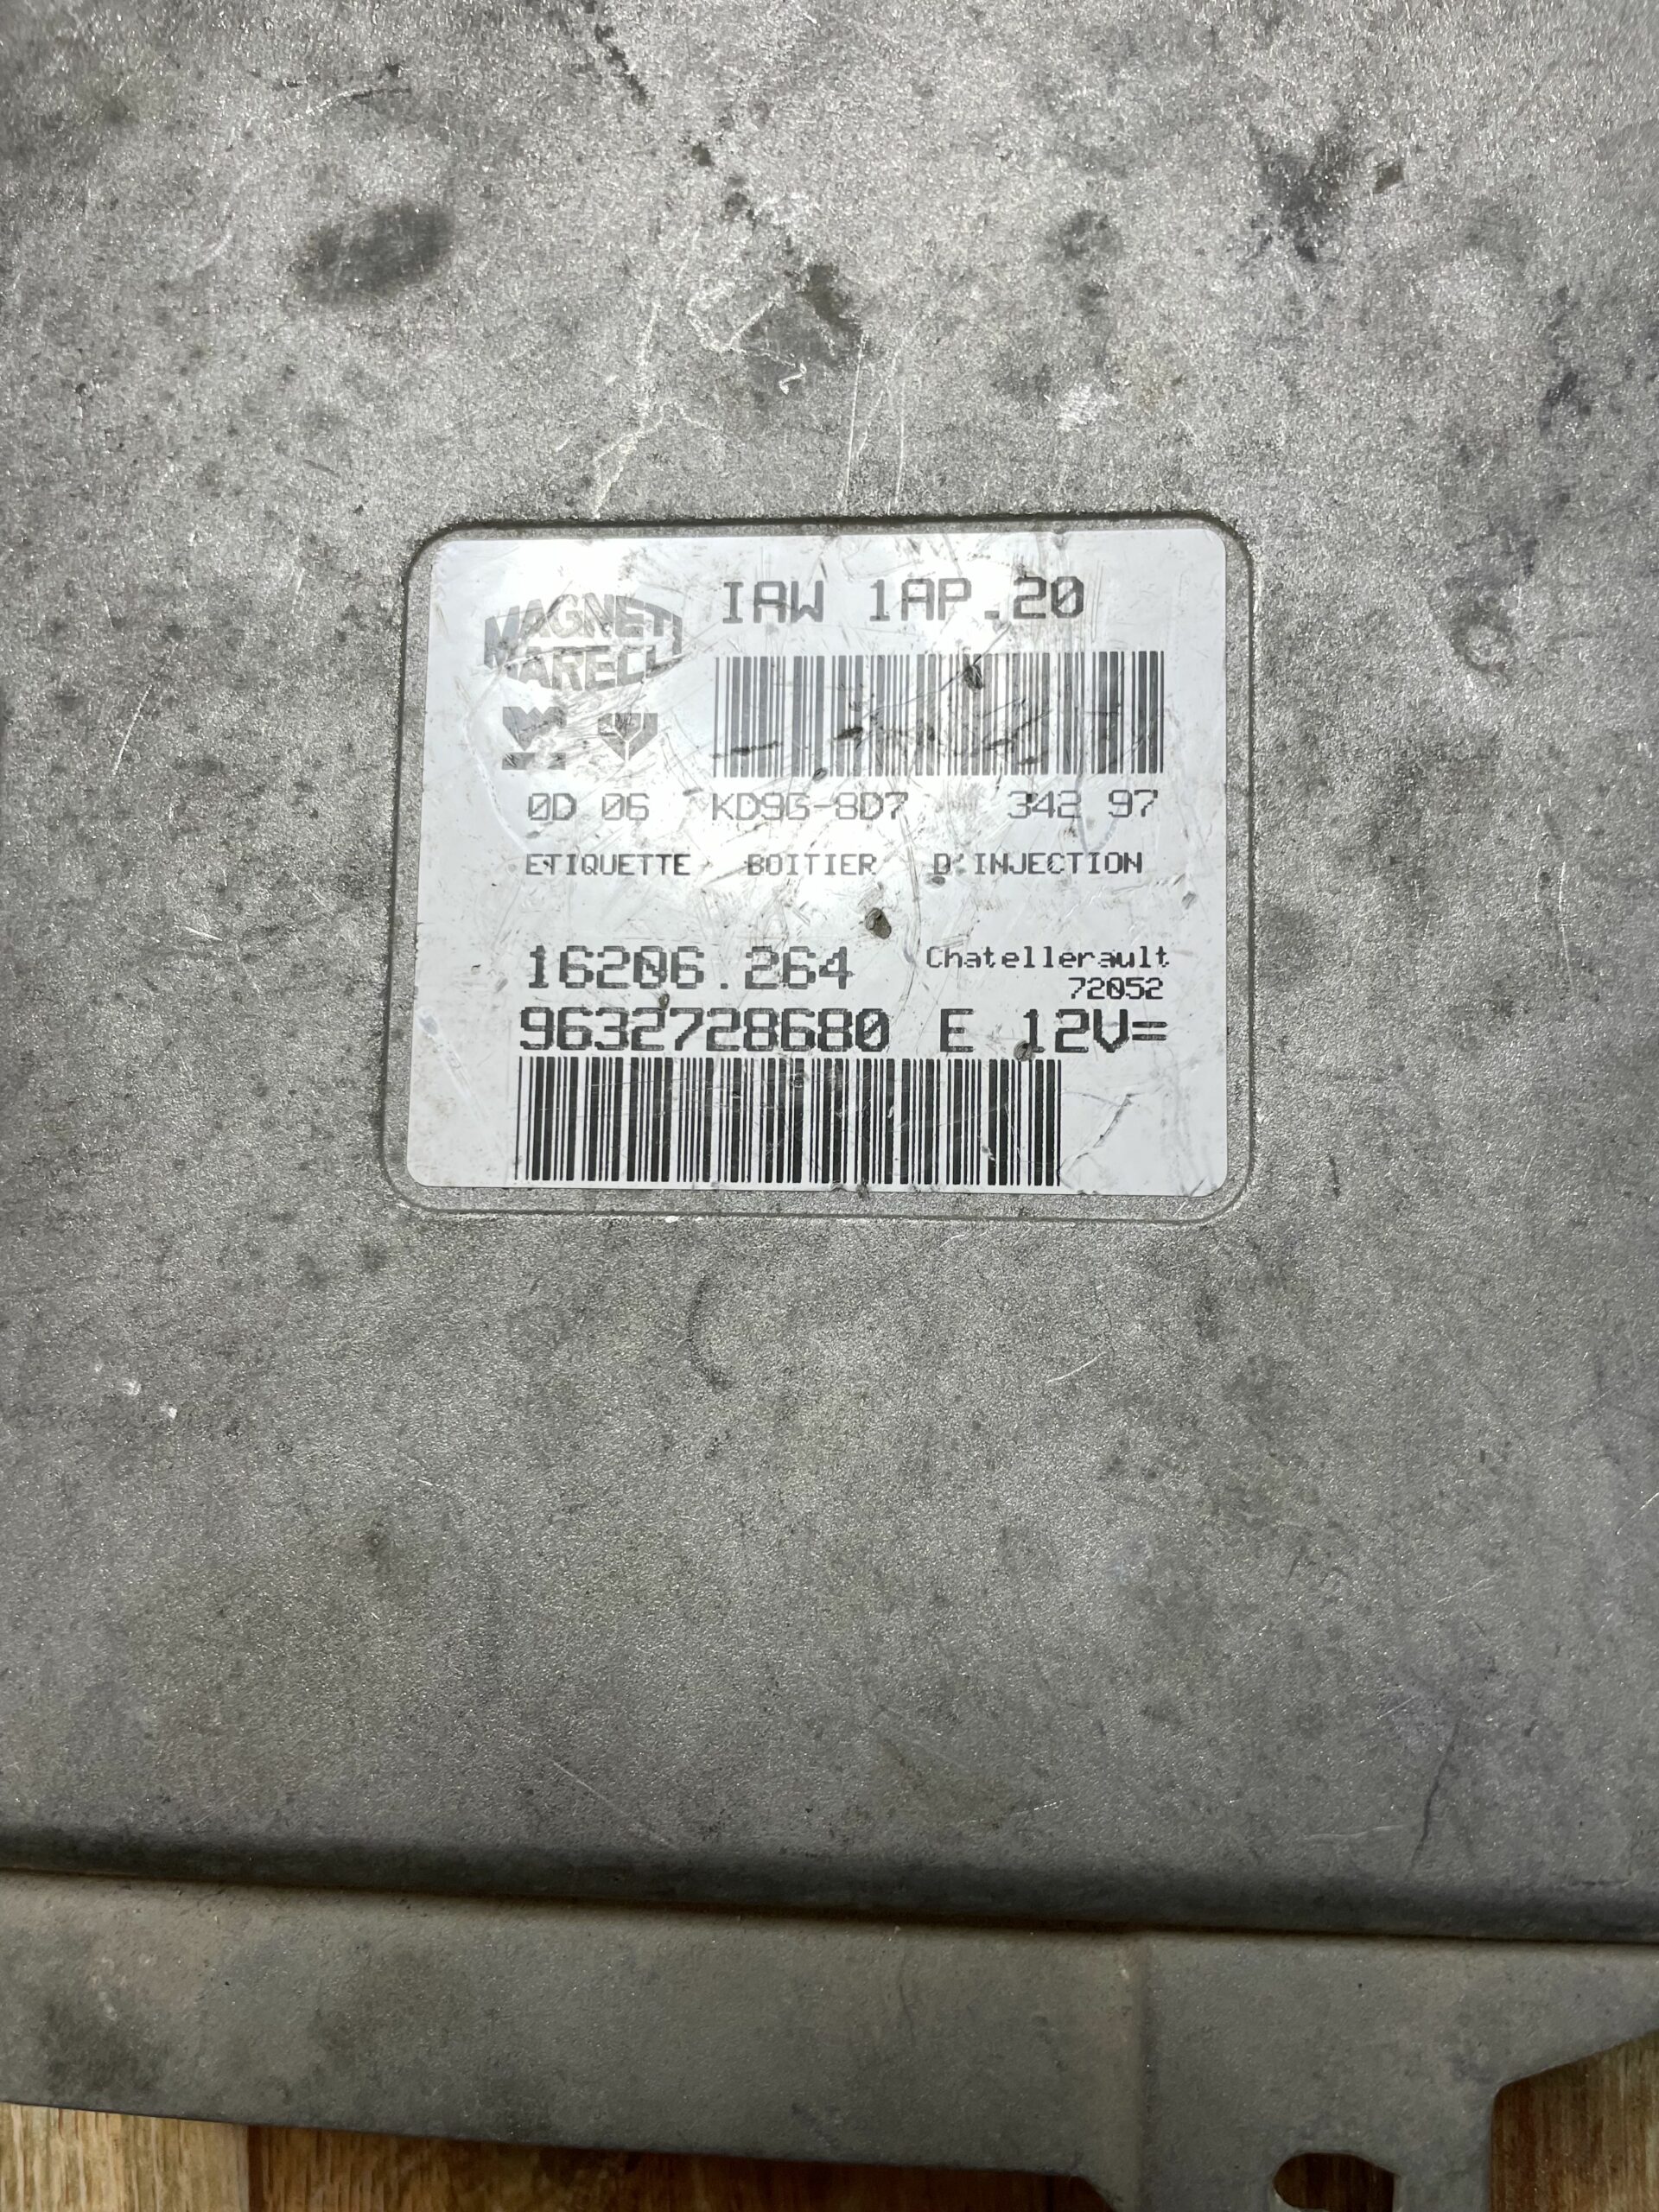 MAGNETI
MARELLI
IAW 1AP.20
0D 06 KD9G-8D7 342 97
ETIQUETTE BOITIER D'INJECTION
16206.264
Chatellerault
72052
9632728680 E 12V=